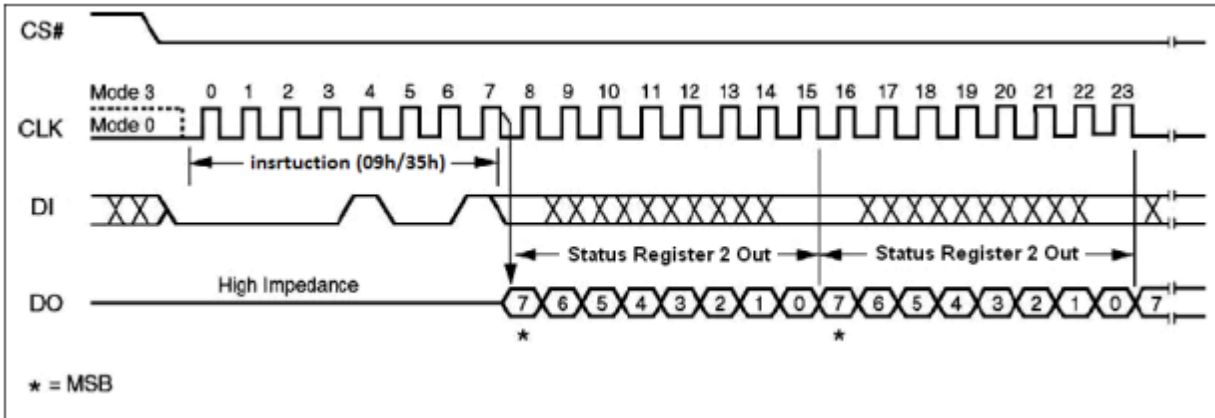 CS#
Mode 3 0 1 2 3 4 5 6 7 8 9 10 11 12 13 14 15 16 17 18 19 20 21 22 23
CLK Mode 0
insrtuction (09h/35h)
DI
Status Register 2 Out Status Register 2 Out
High Impedance
DO 7 6 5 4 3 2 1 0 7 6 5 4 3 2 1 0 7
* *
* = MSB